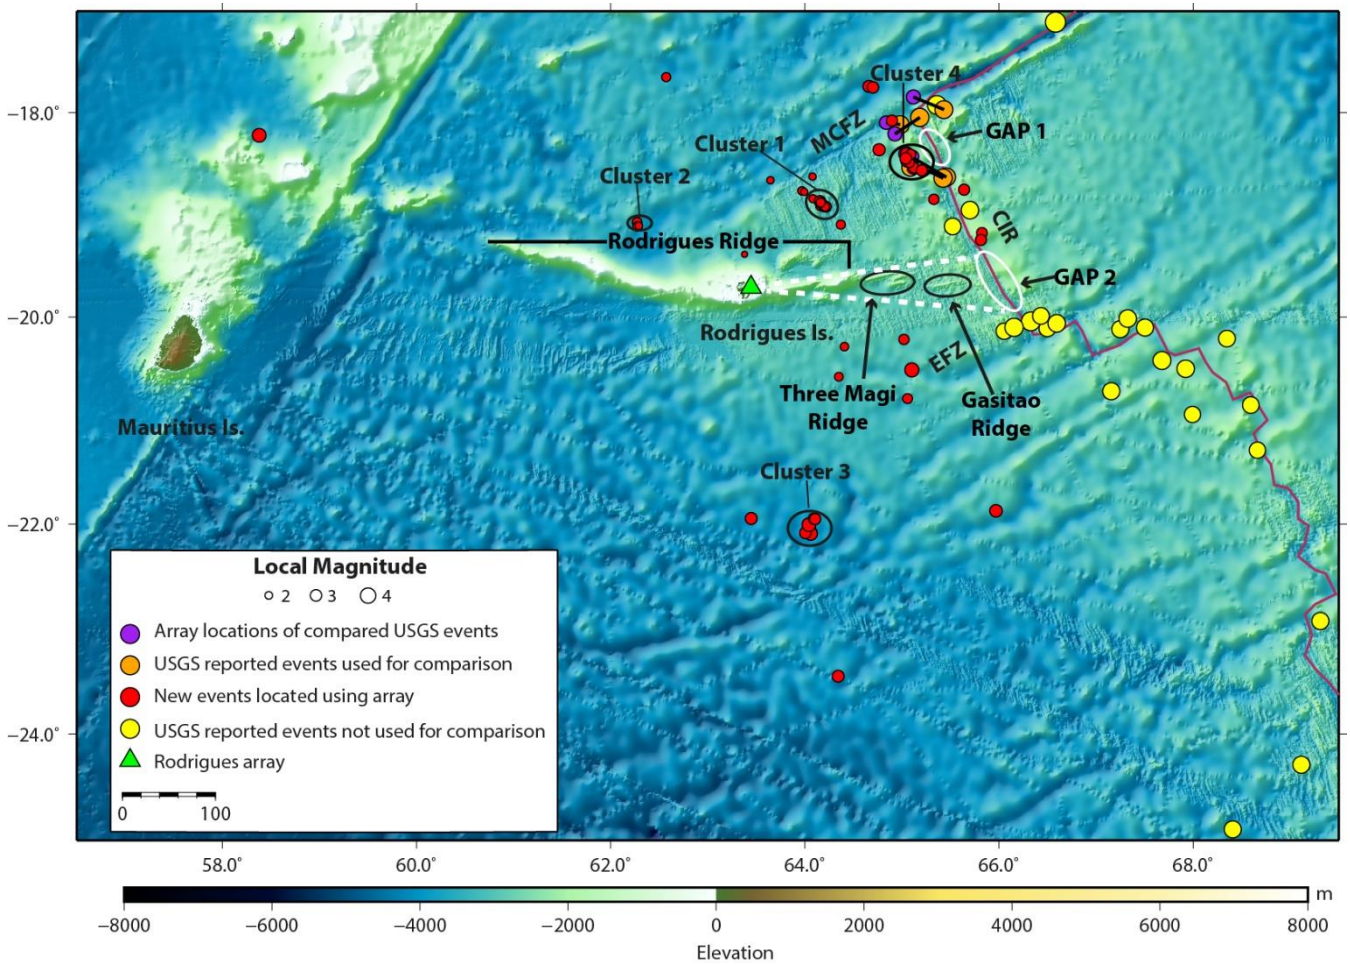 Cluster 4
−18.0˚
GAP 1
MCFZ
Cluster 1
Cluster 2
CIR
Rodrigues Ridge
GAP 2
−20.0˚
Rodrigues Is.
EFZ
Three Magi
Ridge
Gasitao
Ridge
Mauritius Is.
Cluster 3
−22.0˚
Local Magnitude
2 3 4
Array locations of compared USGS events
USGS reported events used for comparison
New events located using array
USGS reported events not used for comparison
Rodrigues array
0 100
−24.0˚
58.0˚ 60.0˚ 62.0˚ 64.0˚ 66.0˚ 68.0˚
m
−8000 −6000 −4000 −2000 0 2000 4000 6000 8000
Elevation